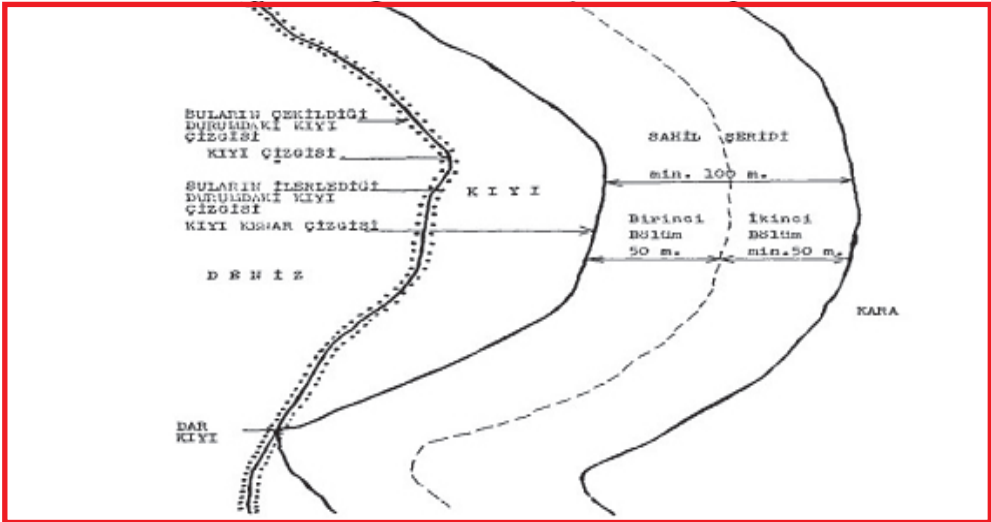 SULARIN ÇEKİLDİĞİ
DURUMDAKİ KIYI
ÇİZGİSİ
KIYI ÇİZGİSİ
SULARIN İLERLEDİĞİ
DURUMDAKİ KIYI
ÇİZGİSİ
KIYI KENAR ÇİZGİSİ
D E N İ Z
DAR
KIYI
K I Y I
SAHİL ŞERİDİ
min. 100 m.
Birinci
Bölüm
50 m.
İkinci
Bölüm
min.50 m.
KARA